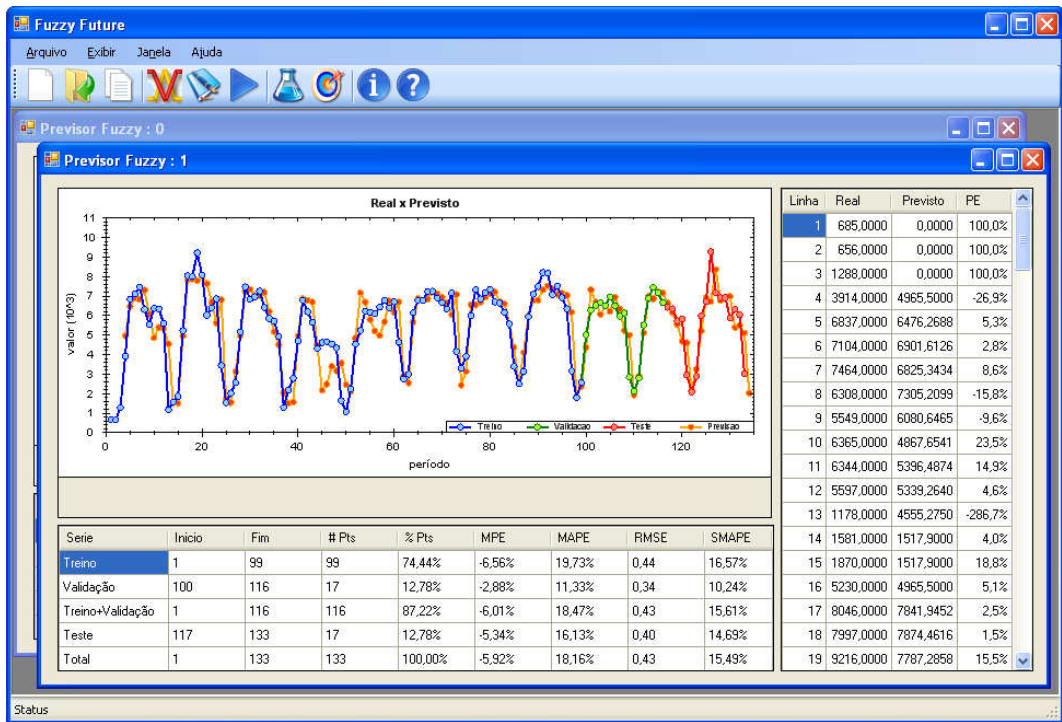 Fuzzy Future
Arquivo Exibir Janela Ajuda
Previsor Fuzzy : 0
Previsor Fuzzy : 1
Real x Previsto
valor (10^3)
11
10
9
8
7
6
5
4
3
2
1
0
0 20 40 60 80 100 120
período
Treino Validacao Teste Previsao
Serie Inicio Fim # Pts % Pts MPE MAPE RMSE SMAPE
Treino 1 99 99 74,44% -6,56% 19,73% 0,44 16,57%
Validação 100 116 17 12,78% -2,88% 11,33% 0,34 10,24%
Treino+Validação 1 116 116 87,22% -6,01% 18,47% 0,43 15,61%
Teste 117 133 17 12,78% -5,34% 16,13% 0,40 14,69%
Total 1 133 133 100,00% -5,92% 18,16% 0,43 15,49%
Linha Real Previsto PE
1 685,0000 0,0000 100,0%
2 656,0000 0,0000 100,0%
3 1288,0000 0,0000 100,0%
4 3914,0000 4965,5000 -26,9%
5 6837,0000 6476,2688 5,3%
6 7104,0000 6901,6126 2,8%
7 7464,0000 6825,3434 8,6%
8 6308,0000 7305,2099 -15,8%
9 5549,0000 6080,6465 -9,6%
10 6365,0000 4867,6541 23,5%
11 6344,0000 5396,4874 14,9%
12 5597,0000 5339,2640 4,6%
13 1178,0000 4555,2750 -286,7%
14 1581,0000 1517,9000 4,0%
15 1870,0000 1517,9000 18,8%
16 5230,0000 4965,5000 5,1%
17 8046,0000 7841,9452 2,5%
18 7997,0000 7874,4616 1,5%
19 9216,0000 7787,2858 15,5%
Status